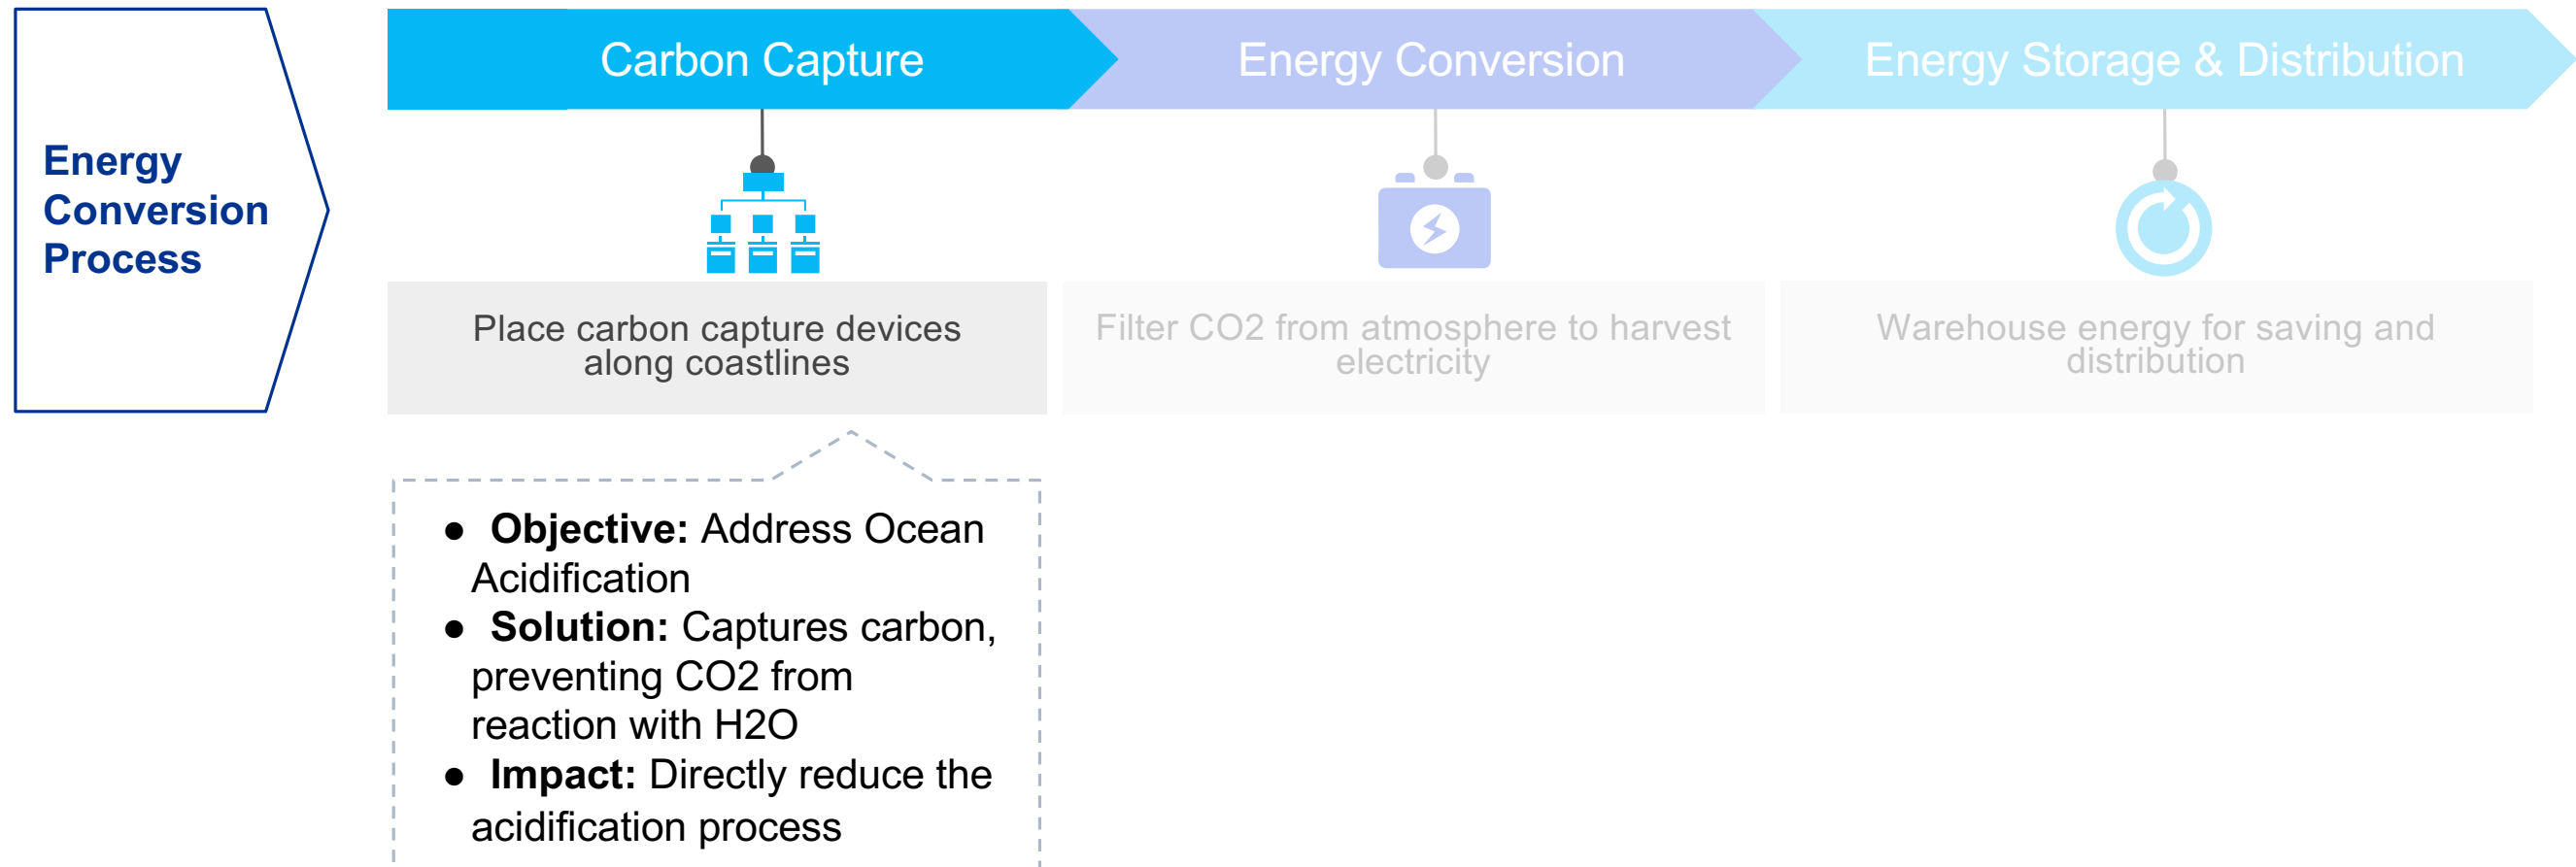 Energy
Conversion
Process
Carbon Capture
Energy Conversion
Energy Storage & Distribution
Place carbon capture devices
along coastlines
Filter CO2 from atmosphere to harvest
electricity
Warehouse energy for saving and
distribution
● Objective: Address Ocean
Acidification
● Solution: Captures carbon,
preventing CO2 from
reaction with H2O
● Impact: Directly reduce the
acidification process